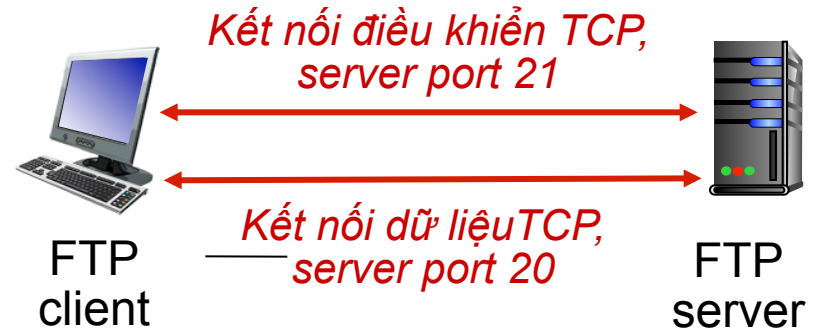 Kết nối điều khiển TCP,
server port 21
Kết nối dữ liệuTCP,
server port 20
FTP
client
FTP
server